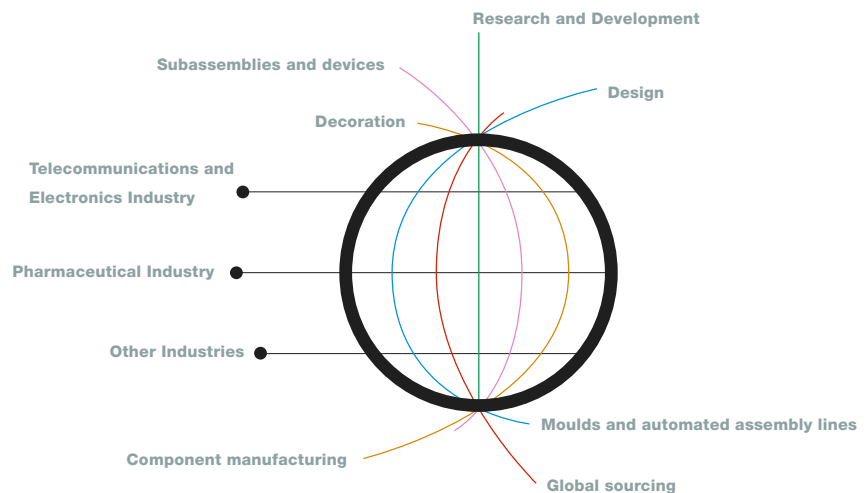 Research and Development
Subassemblies and devices
Design
Decoration
Telecommunications and
Electronics Industry
Pharmaceutical Industry
Other Industries
Moulds and automated assembly lines
Component manufacturing
Global sourcing